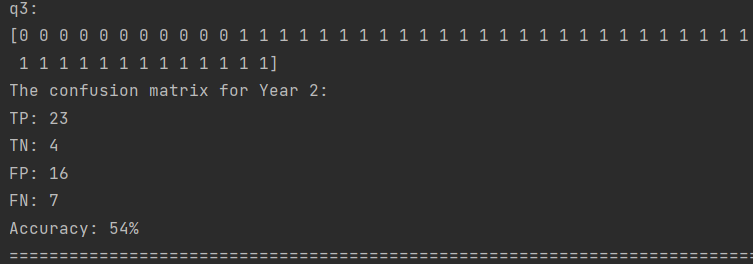 q3:
[0 0 0 0 0 0 0 0 0 0 0 1 1 1 1 1 1 1 1 1 1 1 1 1 1 1 1 1 1 1 1 1 1 1 1 1 1
 1 1 1 1 1 1 1 1 1 1 1 1 1]
The confusion matrix for Year 2:
TP: 23
TN: 4
FP: 16
FN: 7
Accuracy: 54%
===========================================================================